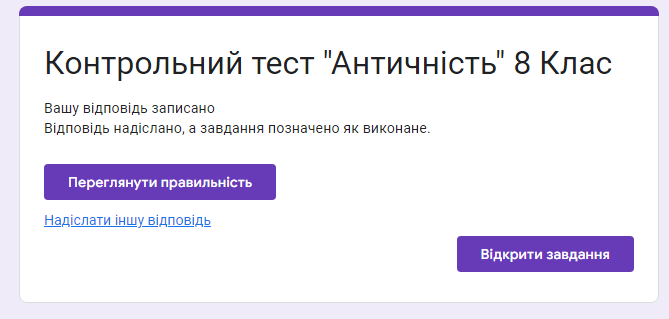 Контрольний тест "Античність" 8 Клас
Вашу відповідь записано
Відповідь надіслано, а завдання позначено як виконане.
Переглянути правильність
Надіслати іншу відповідь
Відкрити завдання